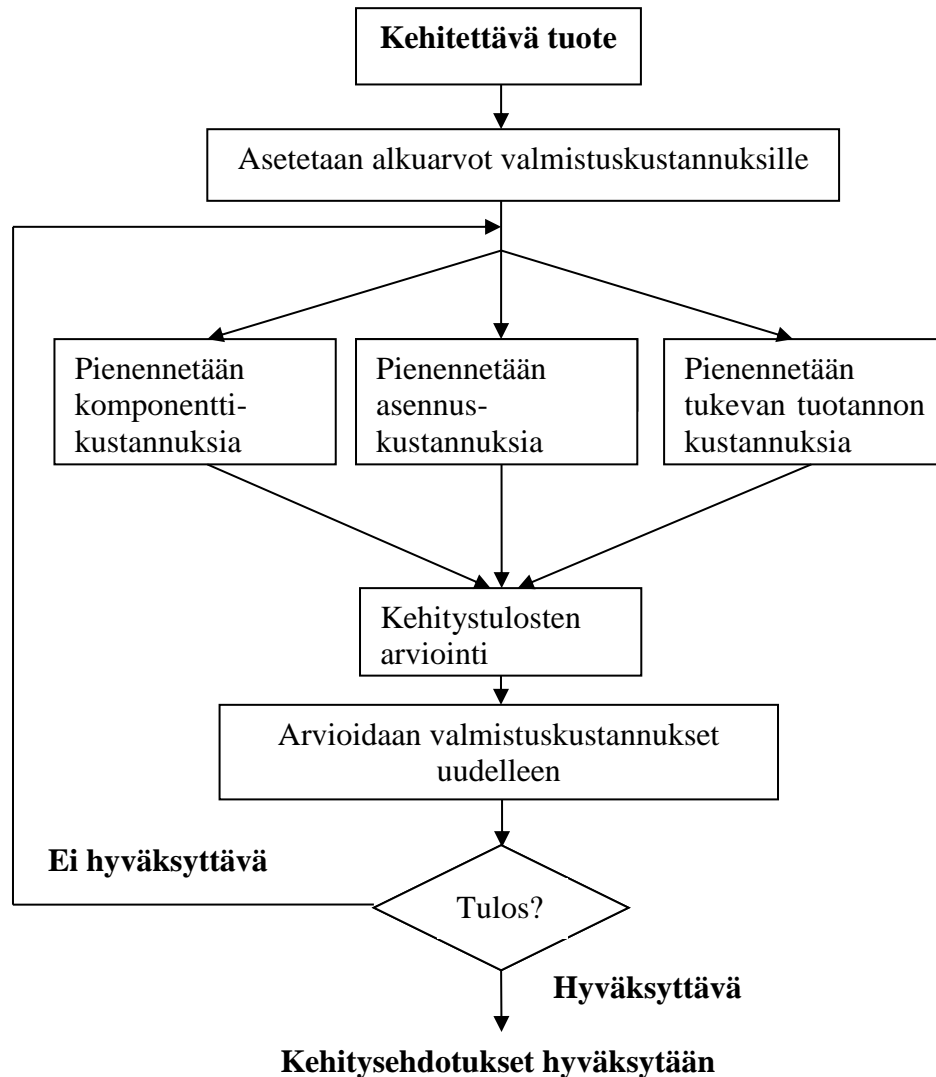 Kehitettävä tuote
Asetetaan alkuarvot valmistuskustannuksille
Pienennetään
komponentti-
kustannuksia
Pienennetään
asennus-
kustannuksia
Pienennetään
tukevan tuotannon
kustannuksia
Kehitystulosten
arviointi
Arvioidaan valmistuskustannukset
uudelleen
Ei hyväksyttävä
Tulos?
Hyväksyttävä
Kehitysehdotukset hyväksytään